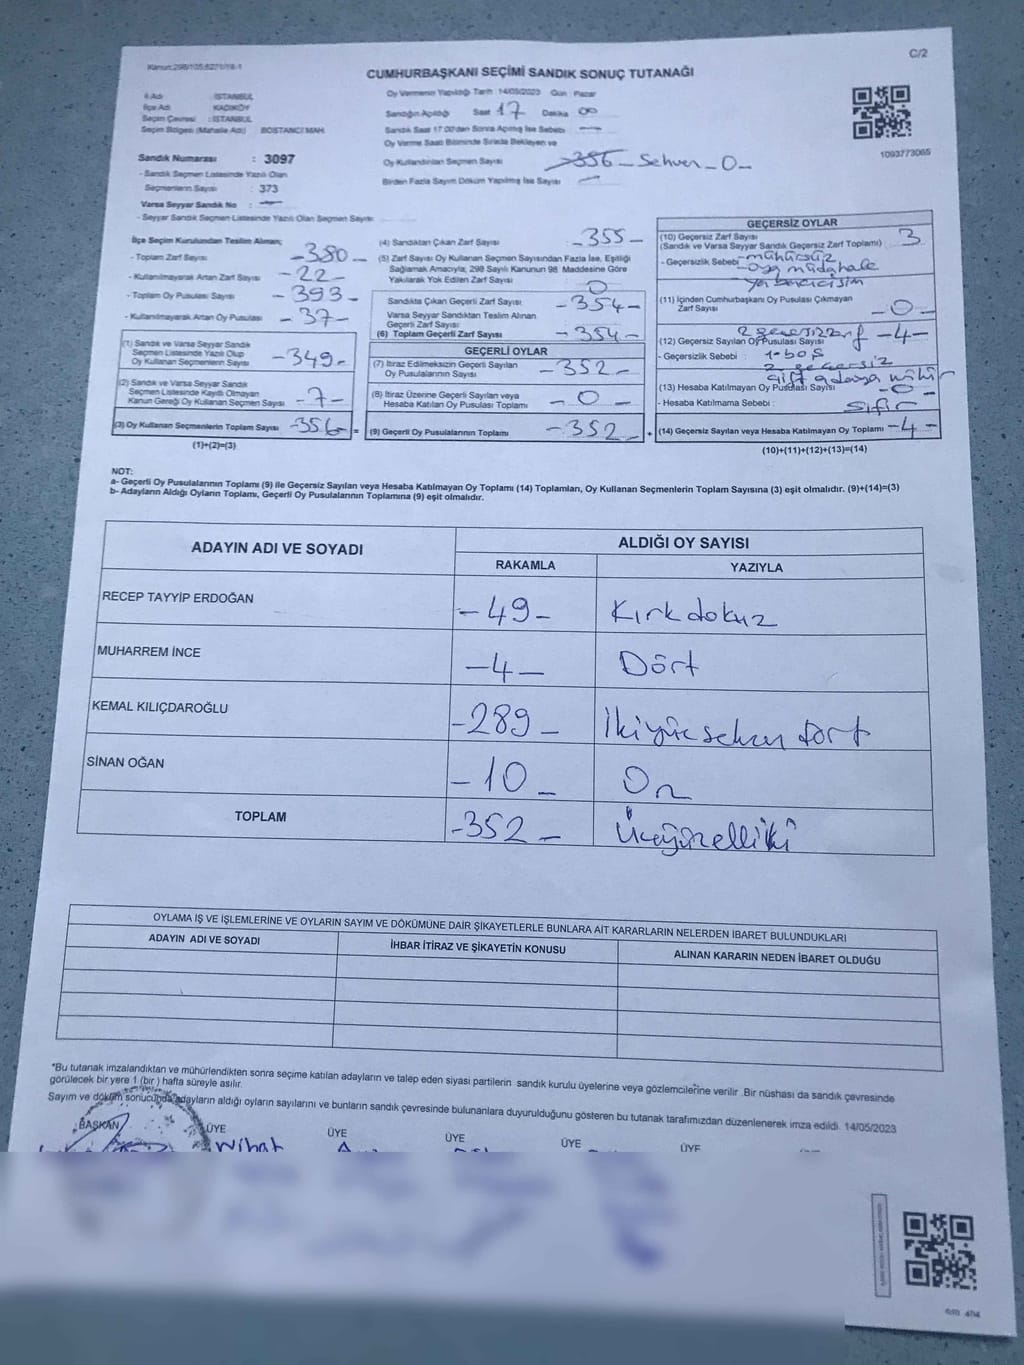 Kanun:298/105,6271/19-1
C/2
CUMHURBAŞKANI SEÇİMİ SANDIK SONUÇ TUTANAĞI
İl Adı : İSTANBUL
İlçe Adı : KADIKÖY
Seçim Çevresi : İSTANBUL
Seçim Bölgesi (Mahalle Adı) BOSTANCI MAH.
Sandık Numarası : 3097
- Sandık Seçmen Listesinde Yazılı Olan
Seçmenlerin Sayısı : 373
Varsa Seyyar Sandık No : —
- Seyyar Sandık Seçmen Listesinde Yazılı Olan Seçmen Sayısı:
Oy Vermenin Yapıldığı Tarih : 14/05/2023 Gün : Pazar
Sandığın Açıldığı Saat 17 Dakika 00
Sandık Saat 17:00'den Sonra Açılmış İse Sebebi —
Oy Verme Saati Bitiminde Sırada Bekleyen ve
Oy Kullandırılan Seçmen Sayısı 356 - Sehven - 0 -
Birden Fazla Sayım Döküm Yapılmış İse Sayısı —
1093773065
İlçe Seçim Kurulundan Teslim Alınan;
- Toplam Zarf Sayısı - 380 -
- Kullanılmayarak Artan Zarf Sayısı - 22 -
- Toplam Oy Pusulası Sayısı - 393 -
- Kullanılmayarak Artan Oy Pusulası - 37 -
(1) Sandık ve Varsa Seyyar Sandık
Seçmen Listesinde Yazılı Olup
Oy Kullanan Seçmenlerin Sayısı - 349 -
(2) Sandık ve Varsa Seyyar Sandık
Seçmen Listesinde Kayıtlı Olmayan
Kanun Gereği Oy Kullanan Seçmen Sayısı - 7 -
(3) Oy Kullanan Seçmenlerin Toplam Sayısı - 356 - =
(1)+(2)=(3)
(4) Sandıktan Çıkan Zarf Sayısı - 355 -
(5) Zarf Sayısı Oy Kullanan Seçmen Sayısından Fazla İse, Eşitliği
Sağlamak Amacıyla, 298 Sayılı Kanunun 98. Maddesine Göre
Yakılarak Yok Edilen Zarf Sayısı 0
Sandıkta Çıkan Geçerli Zarf Sayısı - 354 -
Varsa Seyyar Sandıktan Teslim Alınan
Geçerli Zarf Sayısı
(6) Toplam Geçerli Zarf Sayısı - 354 -
GEÇERLİ OYLAR
(7) İtiraz Edilmeksizin Geçerli Sayılan
Oy Pusulalarının Sayısı - 352 -
(8) İtiraz Üzerine Geçerli Sayılan veya
Hesaba Katılan Oy Pusulası Toplamı - 0 -
(9) Geçerli Oy Pusulalarının Toplamı - 352 - +
GEÇERSİZ OYLAR
(10) Geçersiz Zarf Sayısı
(Sandık ve Varsa Seyyar Sandık Geçersiz Zarf Toplamı) 3
- Geçersizlik Sebebi - mühürsüz
- oya müdahale
yabancı cisim
(11) İçinden Cumhurbaşkanı Oy Pusulası Çıkmayan
Zarf Sayısı - 0 -
2 geçersiz zarf
(12) Geçersiz Sayılan Oy Pusulası Sayısı - 4 -
- Geçersizlik Sebebi : 1- boş
2 geçersiz
çift adaya mühür
(13) Hesaba Katılmayan Oy Pusulası Sayısı - 0 -
- Hesaba Katılmama Sebebi : sıfır
(14) Geçersiz Sayılan veya Hesaba Katılmayan Oy Toplamı - 4 -
(10)+(11)+(12)+(13)=(14)
NOT:
a- Geçerli Oy Pusulalarının Toplamı (9) ile Geçersiz Sayılan veya Hesaba Katılmayan Oy Toplamı (14) Toplamları, Oy Kullanan Seçmenlerin Toplam Sayısına (3) eşit olmalıdır. (9)+(14)=(3)
b- Adayların Aldığı Oyların Toplamı, Geçerli Oy Pusulalarının Toplamına (9) eşit olmalıdır.
ADAYIN ADI VE SOYADI
ALDIĞI OY SAYISI
RAKAMLA YAZIYLA
RECEP TAYYİP ERDOĞAN - 49 - Kırkdokuz
MUHARREM İNCE - 4 - Dört
KEMAL KILIÇDAROĞLU - 289 - İkiyüzseksen dört
SİNAN OĞAN - 10 - On
TOPLAM - 352 - Üçyüzelliiki
OYLAMA İŞ VE İŞLEMLERİNE VE OYLARIN SAYIM VE DÖKÜMÜNE DAİR ŞİKAYETLERLE BUNLARA AİT KARARLARIN NELERDEN İBARET BULUNDUKLARI
ADAYIN ADI VE SOYADI İHBAR İTİRAZ VE ŞİKAYETİN KONUSU ALINAN KARARIN NEDEN İBARET OLDUĞU
*Bu tutanak imzalandıktan ve mühürlendikten sonra seçime katılan adayların ve talep eden siyasi partilerin sandık kurulu üyelerine veya gözlemcilerine verilir .Bir nüshası da sandık çevresinde
görülecek bir yere 1 (bir ) hafta süreyle asılır.
Sayım ve döküm sonucunda adayların aldığı oyların sayılarını ve bunların sandık çevresinde bulunanlara duyurulduğunu gösteren bu tutanak tarafımızdan düzenlenerek imza edildi. 14/05/2023
BAŞKAN ÜYE ÜYE ÜYE ÜYE ÜYE
Nihat